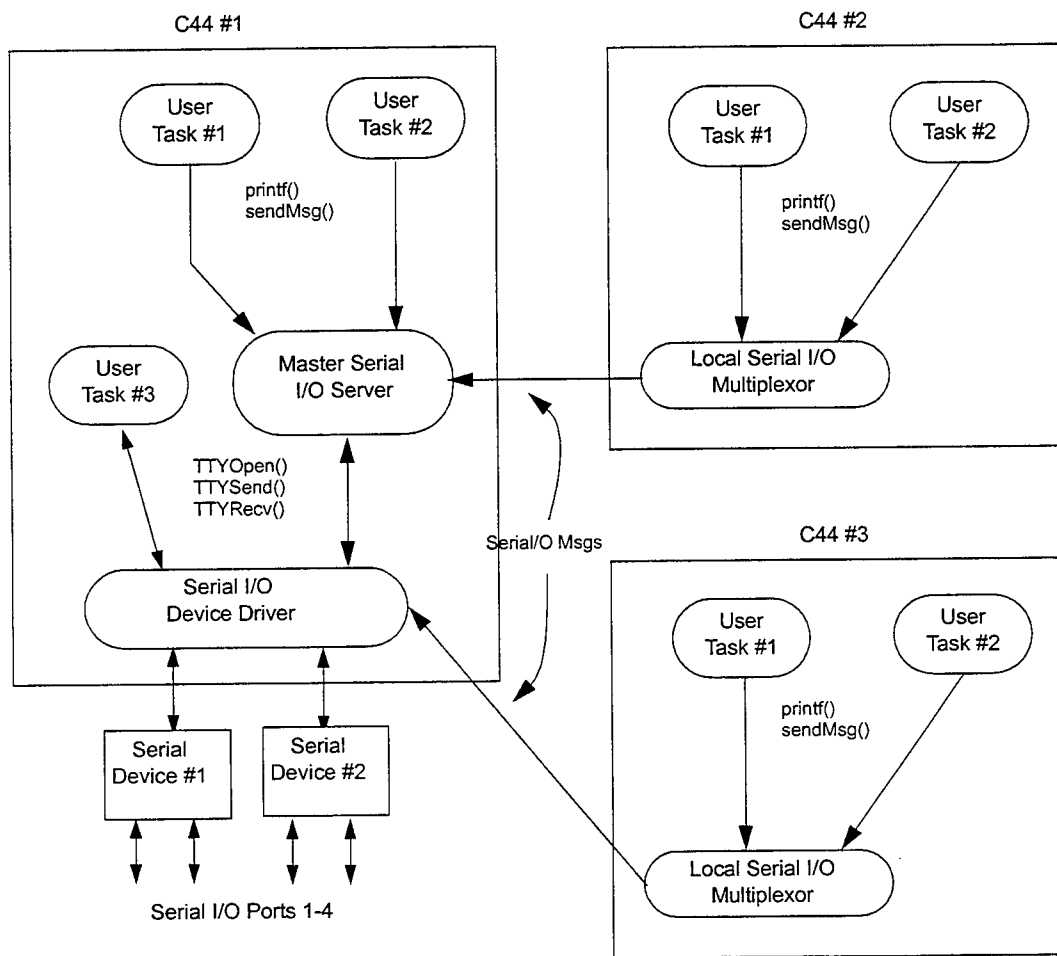 C44 #1
User
Task #1
User
Task #2
printf()
sendMsg()
User
Task #3
Master Serial
I/O Server
TTYOpen()
TTYSend()
TTYRecv()
Serial I/O
Device Driver
Serial
Device #1
Serial
Device #2
Serial I/O Ports 1-4
C44 #2
User
Task #1
User
Task #2
printf()
sendMsg()
Local Serial I/O
Multiplexor
Serial/O Msgs
C44 #3
User
Task #1
User
Task #2
printf()
sendMsg()
Local Serial I/O
Multiplexor